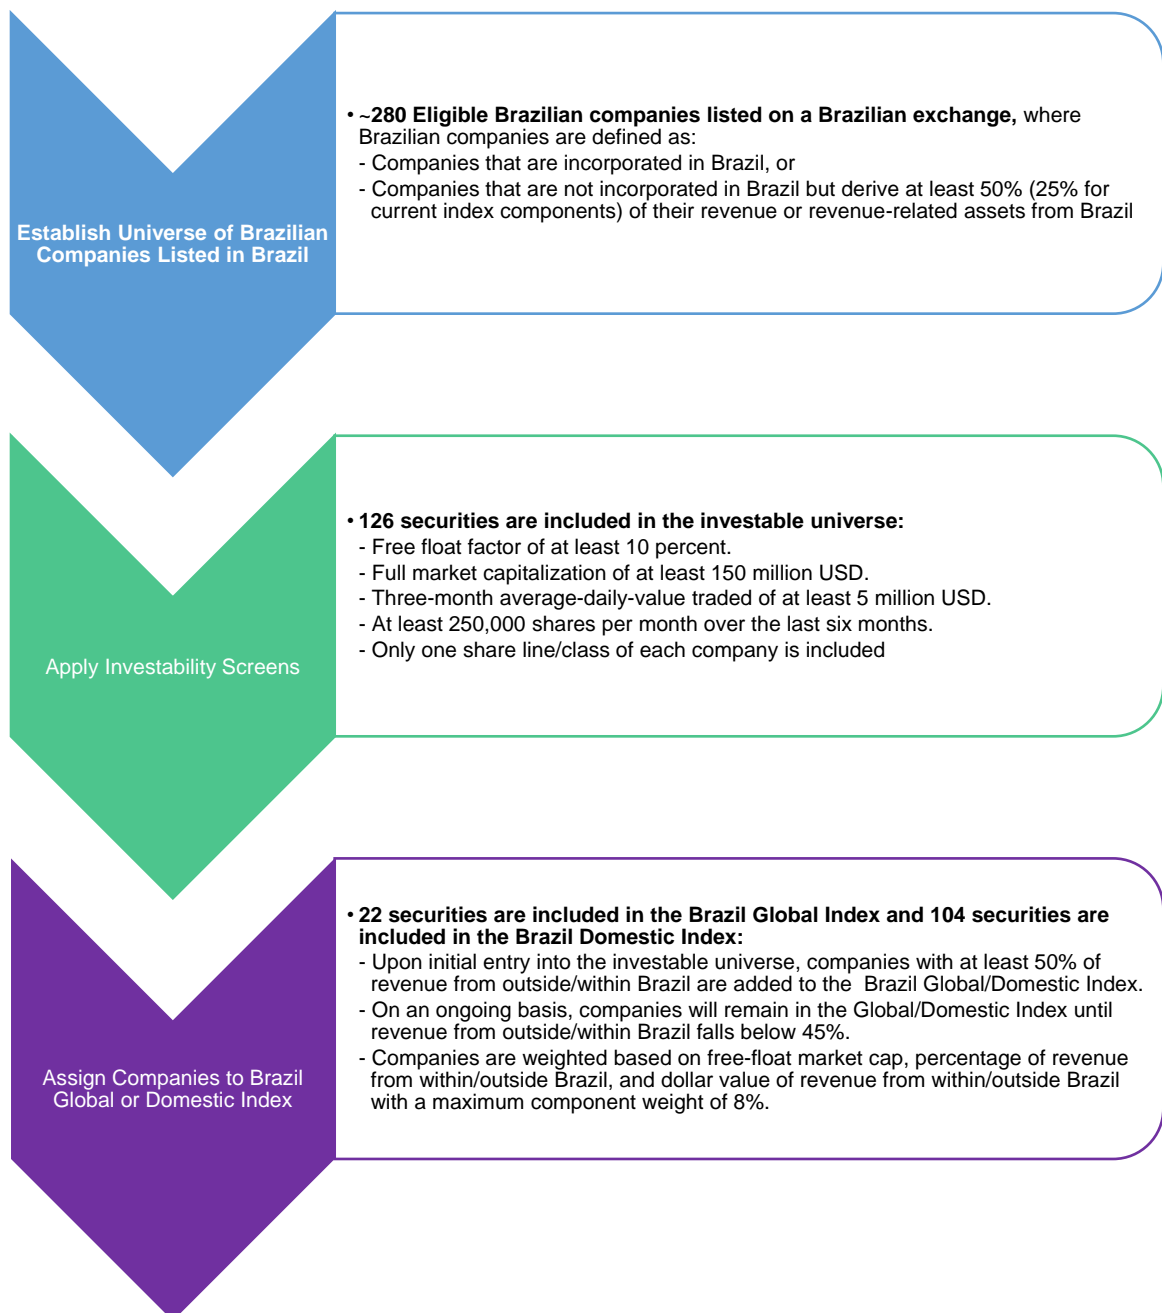 Establish Universe of Brazilian
Companies Listed in Brazil
• ~280 Eligible Brazilian companies listed on a Brazilian exchange, where
Brazilian companies are defined as:
- Companies that are incorporated in Brazil, or
- Companies that are not incorporated in Brazil but derive at least 50% (25% for
current index components) of their revenue or revenue-related assets from Brazil
Apply Investability Screens
• 126 securities are included in the investable universe:
- Free float factor of at least 10 percent.
- Full market capitalization of at least 150 million USD.
- Three-month average-daily-value traded of at least 5 million USD.
- At least 250,000 shares per month over the last six months.
- Only one share line/class of each company is included
Assign Companies to Brazil
Global or Domestic Index
• 22 securities are included in the Brazil Global Index and 104 securities are
included in the Brazil Domestic Index:
- Upon initial entry into the investable universe, companies with at least 50% of
revenue from outside/within Brazil are added to the  Brazil Global/Domestic Index.
- On an ongoing basis, companies will remain in the Global/Domestic Index until
revenue from outside/within Brazil falls below 45%.
- Companies are weighted based on free-float market cap, percentage of revenue
from within/outside Brazil, and dollar value of revenue from within/outside Brazil
with a maximum component weight of 8%.